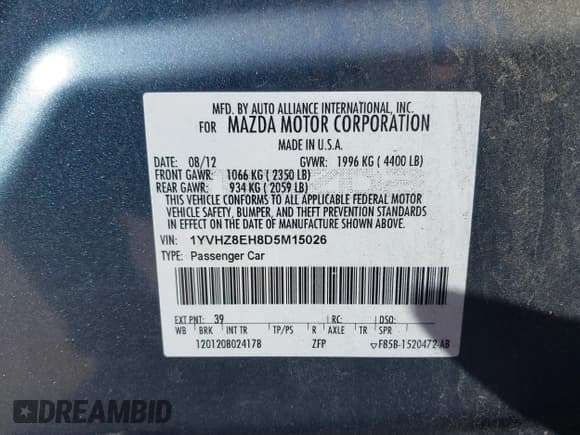 MFD. BY AUTO ALLIANCE INTERNATIONAL, INC.
FOR MAZDA MOTOR CORPORATION
MADE IN U.S.A.
DATE: 08/12 GVWR: 1996 KG ( 4400 LB)
FRONT GAWR: 1066 KG ( 2350 LB)
REAR GAWR: 934 KG ( 2059 LB)
THIS VEHICLE CONFORMS TO ALL APPLICABLE FEDERAL MOTOR
VEHICLE SAFETY, BUMPER, AND THEFT PREVENTION STANDARDS
IN EFFECT ON THE DATE OF MANUFACTURE SHOWN ABOVE.
VIN: 1YVHZ8EH8D5M15026
TYPE: Passenger Car
EXT PNT: 39 RC: DSO:
WB BRK INT TR TP/PS R AXLE TR SPR
1201208024178 ZFP ▽FB5B-1520472-AB
DREAMBID